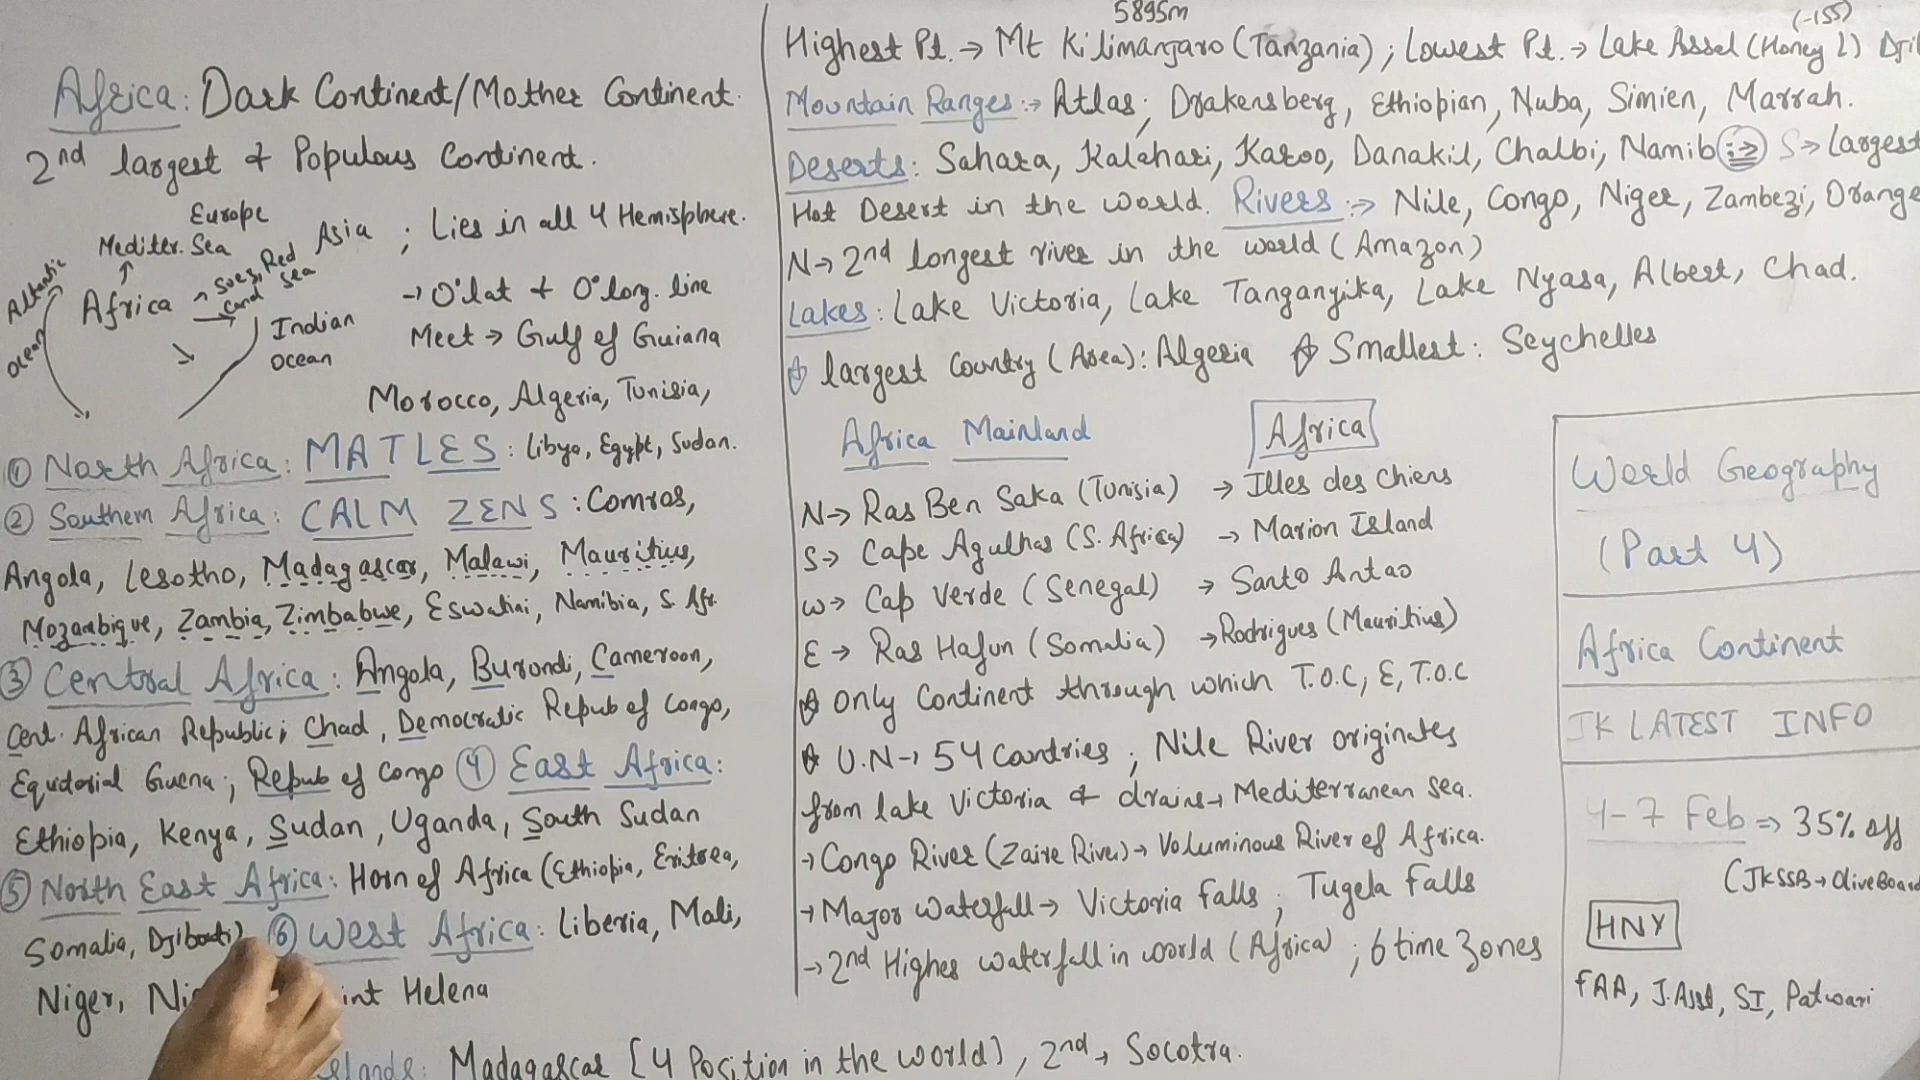 Africa: Dark Continent/Mother Continent.
2nd largest & Populous Continent.
Europe
Mediter. Sea
Asia ; Lies in all 4 Hemisphere.
Suez, Red Sea
Canal
Atlantic Ocean
Africa
Indian Ocean
→ 0° lat & 0° long. line
Meet → Gulf of Guiana
Morocco, Algeria, Tunisia,
① North Africa: MATLES: Libya, Egypt, Sudan.
② Southern Africa: CALM ZENS: Comros,
Angola, Lesotho, Madagascar, Malawi, Mauritius,
Mozambique, Zambia, Zimbabwe, Eswatini, Namibia, S. Afr.
③ Central Africa: Angola, Burundi, Cameroon,
Cent. African Republic; Chad, Democratic Repub of Congo,
Equtorial Guena; Repub of Congo ④ East Africa:
Ethiopia, Kenya, Sudan, Uganda, South Sudan
⑤ North East Africa: Horn of Africa (Ethiopia, Eritrea,
Somalia, Djibouti) ⑥ West Africa: Liberia, Mali,
Niger, Helena
Madagascar [4 Position in the world], 2nd → Socotra.
5895m
(-155)
Highest Pt. → Mt Kilimanjaro (Tanzania) ; Lowest Pt. → Lake Assal (Honey L)
Mountain Ranges :→ Atlas, Drakensberg, Ethiopian, Nuba, Simien, Marrah.
Deserts: Sahara, Kalahari, Karoo, Danakil, Chalbi, Namib :→ S→ Largest
Hot Desert in the world. Rivers :→ Nile, Congo, Niger, Zambezi, Orange
N→ 2nd longest river in the world (Amazon)
Lakes: Lake Victoria, Lake Tanganyika, Lake Nyasa, Albert, Chad.
☆ largest Country (Area): Algeria ☆ Smallest: Seychelles
Africa Mainland Africa
N→ Ras Ben Saka (Tunisia) → Illes des Chiens
S→ Cape Agulhas (S. Africa) → Marion Island
W→ Cap Verde (Senegal) → Santo Antao
E→ Ras Hafun (Somalia) → Rodrigues (Mauritius)
☆ Only Continent through which T.O.C, E, T.O.C
☆ U.N → 54 Countries ; Nile River originates
from lake Victoria & drains → Mediterranean Sea.
→ Congo River (Zaire River) → Voluminous River of Africa.
→ Major Waterfall → Victoria falls ; Tugela falls
→ 2nd Highes waterfall in world (Africa) ; 6 time zones
World Geography
(Part 4)
Africa Continent
JK LATEST INFO
4-7 Feb => 35% off
(JKSSB → OliveBoard
HNY
FAA, J.Asst, SI, Patwari